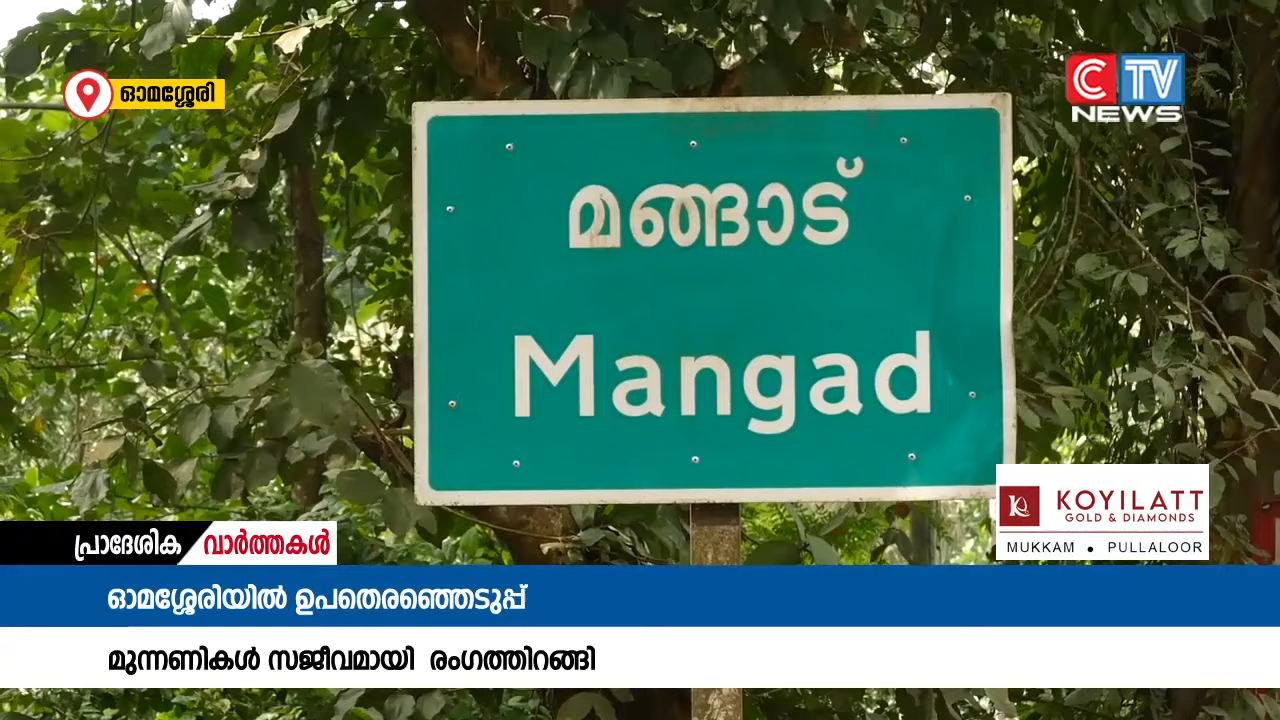 ഓമശ്ശേരി
CTV
NEWS
മങ്ങാട്
Mangad
KOYILATT
GOLD & DIAMONDS
MUKKAM • PULLALOOR
പ്രാദേശിക വാർത്തകൾ
ഓമശ്ശേരിയിൽ ഉപതെരഞ്ഞെടുപ്പ്
മുന്നണികൾ സജീവമായി രംഗത്തിറങ്ങി